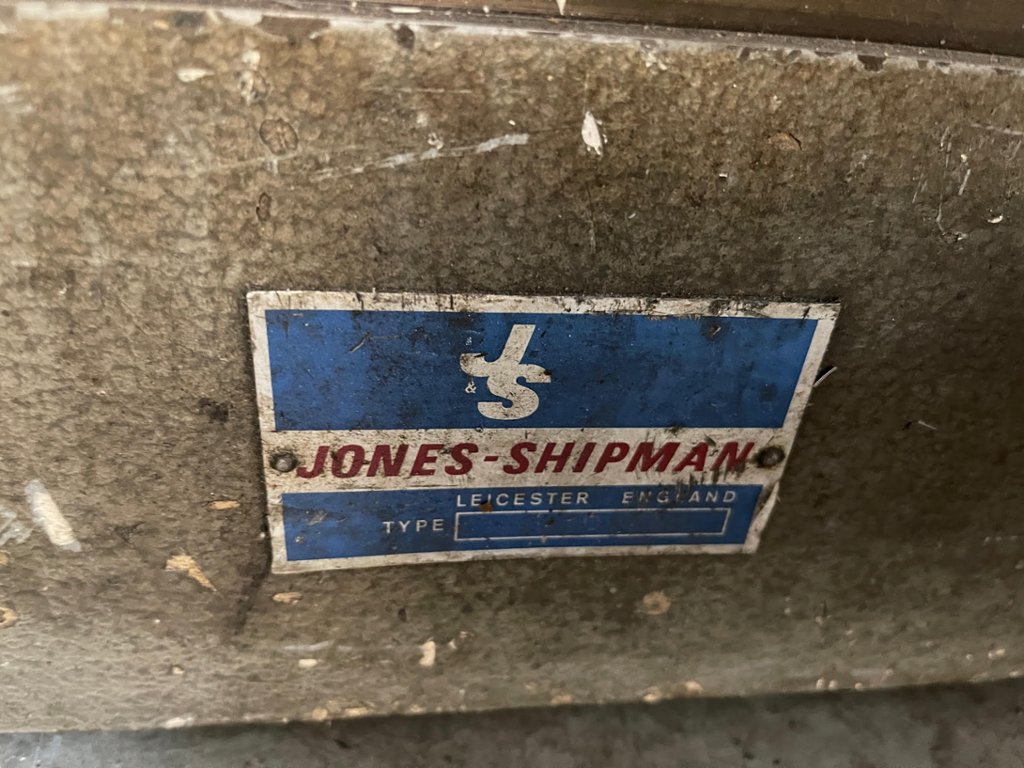 J
&S
JONES-SHIPMAN
LEICESTER ENGLAND
TYPE